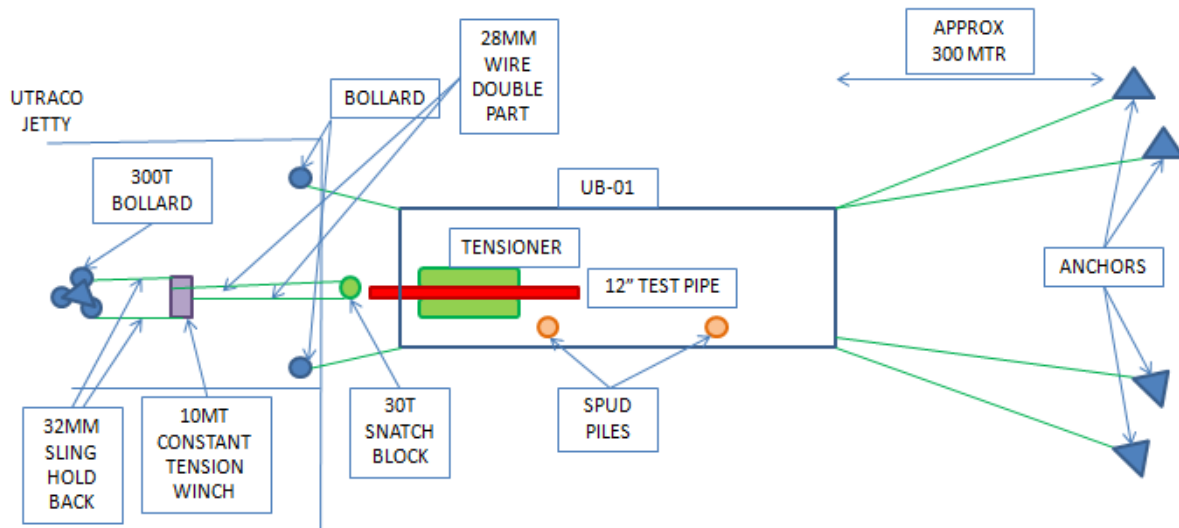 28MM
WIRE
DOUBLE
PART
APPROX
300 MTR
BOLLARD
UTRACO
JETTY
300T
BOLLARD
UB-01
TENSIONER
12” TEST PIPE
ANCHORS
32MM
SLING
HOLD
BACK
10MT
CONSTANT
TENSION
WINCH
30T
SNATCH
BLOCK
SPUD
PILES